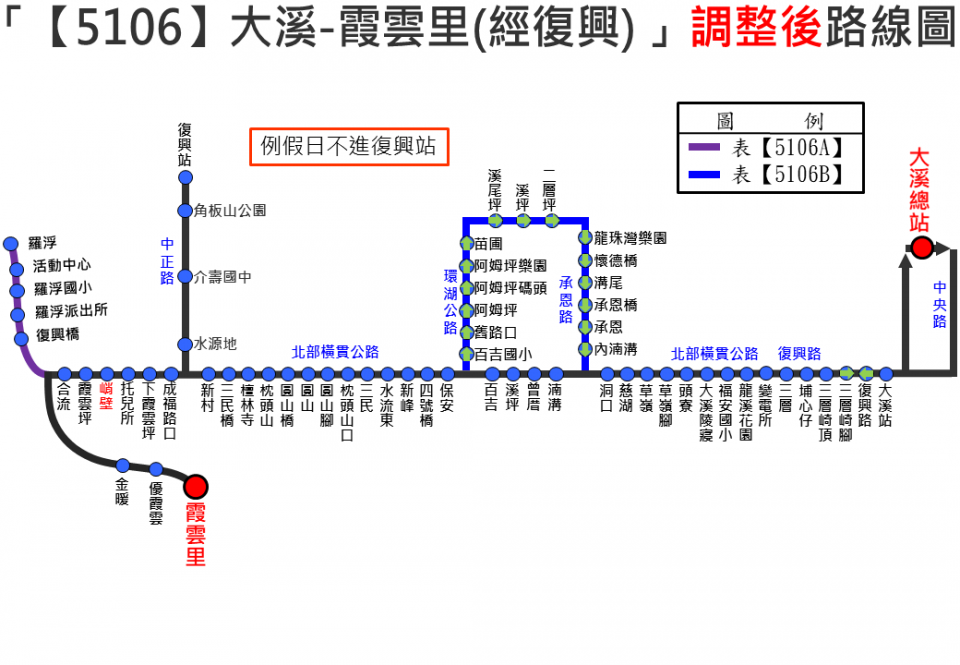 「【5106】大溪-霞雲里(經復興) 」調整後路線圖
例假日不進復興站
圖 例
表【5106A】
表【5106B】
大溪總站
中央路
復興站
角板山公園
中正路
介壽國中
水源地
羅浮
活動中心
羅浮國小
羅浮派出所
復興橋
溪尾坪
溪坪
二層坪
苗圃
阿姆坪樂園
阿姆坪碼頭
阿姆坪
舊路口
百吉國小
環湖公路
承恩路
龍珠灣樂園
懷德橋
溝尾
承恩橋
承恩
內湳溝
北部橫貫公路
北部橫貫公路
復興路
合流
霞雲坪
峭壁
托兒所
下霞雲坪
成福路口
新村
三民橋
檀林寺
枕頭山
圓山橋
圓山
圓山腳
枕頭山口
三民
水流東
新峰
四號橋
保安
百吉
溪坪
曾厝
湳溝
洞口
慈湖
草嶺
草嶺腳
頭寮
大溪陵寢
福安國小
龍溪花園
變電所
三層
埔心仔
三層崎頂
三層崎腳
復興路
大溪站
金暖
優霞雲
霞雲里